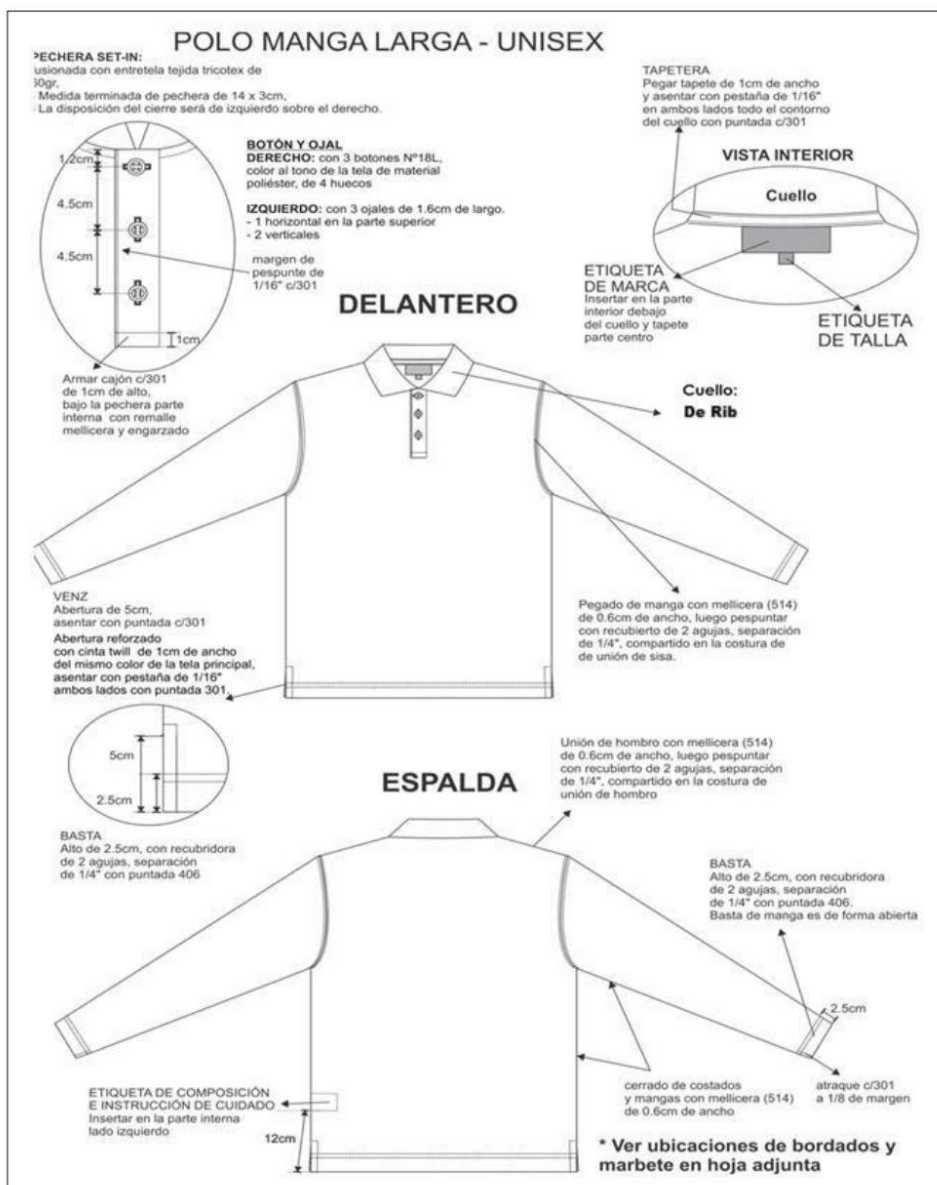 POLO MANGA LARGA - UNISEX
PECHERA SET-IN:
usionada con entretela tejida tricotex de
60gr,
Medida terminada de pechera de 14 x 3cm,
- La disposición del cierre será de izquierdo sobre el derecho.
TAPETERA
Pegar tapete de 1cm de ancho
y asentar con pestaña de 1/16"
en ambos lados todo el contorno
del cuello con puntada c/301
VISTA INTERIOR
Cuello
ETIQUETA
DE MARCA
Insertar en la parte
interior debajo
del cuello y tapete
parte centro
ETIQUETA
DE TALLA
1.2cm
4.5cm
4.5cm
1cm
BOTÓN Y OJAL
DERECHO: con 3 botones Nº18L,
color al tono de la tela de material
poliéster, de 4 huecos
IZQUIERDO: con 3 ojales de 1.6cm de largo.
- 1 horizontal en la parte superior
- 2 verticales
margen de
pespunte de
1/16" c/301
Armar cajón c/301
de 1cm de alto,
bajo la pechera parte
interna con remalle
mellicera y engarzado
DELANTERO
Cuello:
De Rib
VENZ
Abertura de 5cm,
asentar con puntada c/301
Abertura reforzado
con cinta twill de 1cm de ancho
del mismo color de la tela principal,
asentar con pestaña de 1/16"
ambos lados con puntada 301.
Pegado de manga con mellicera (514)
de 0.6cm de ancho, luego pespuntar
con recubierto de 2 agujas, separación
de 1/4", compartido en la costura de
de unión de sisa.
5cm
2.5cm
BASTA
Alto de 2.5cm, con recubridora
de 2 agujas, separación
de 1/4" con puntada 406
ESPALDA
Unión de hombro con mellicera (514)
de 0.6cm de ancho, luego pespuntar
con recubierto de 2 agujas, separación
de 1/4", compartido en la costura de
unión de hombro
BASTA
Alto de 2.5cm, con recubridora
de 2 agujas, separación
de 1/4" con puntada 406.
Basta de manga es de forma abierta
2.5cm
ETIQUETA DE COMPOSICIÓN
E INSTRUCCIÓN DE CUIDADO
Insertar en la parte interna
lado izquierdo
12cm
cerrado de costados
y mangas con mellicera (514)
de 0.6cm de ancho
atraque c/301
a 1/8 de margen
* Ver ubicaciones de bordados y
marbete en hoja adjunta